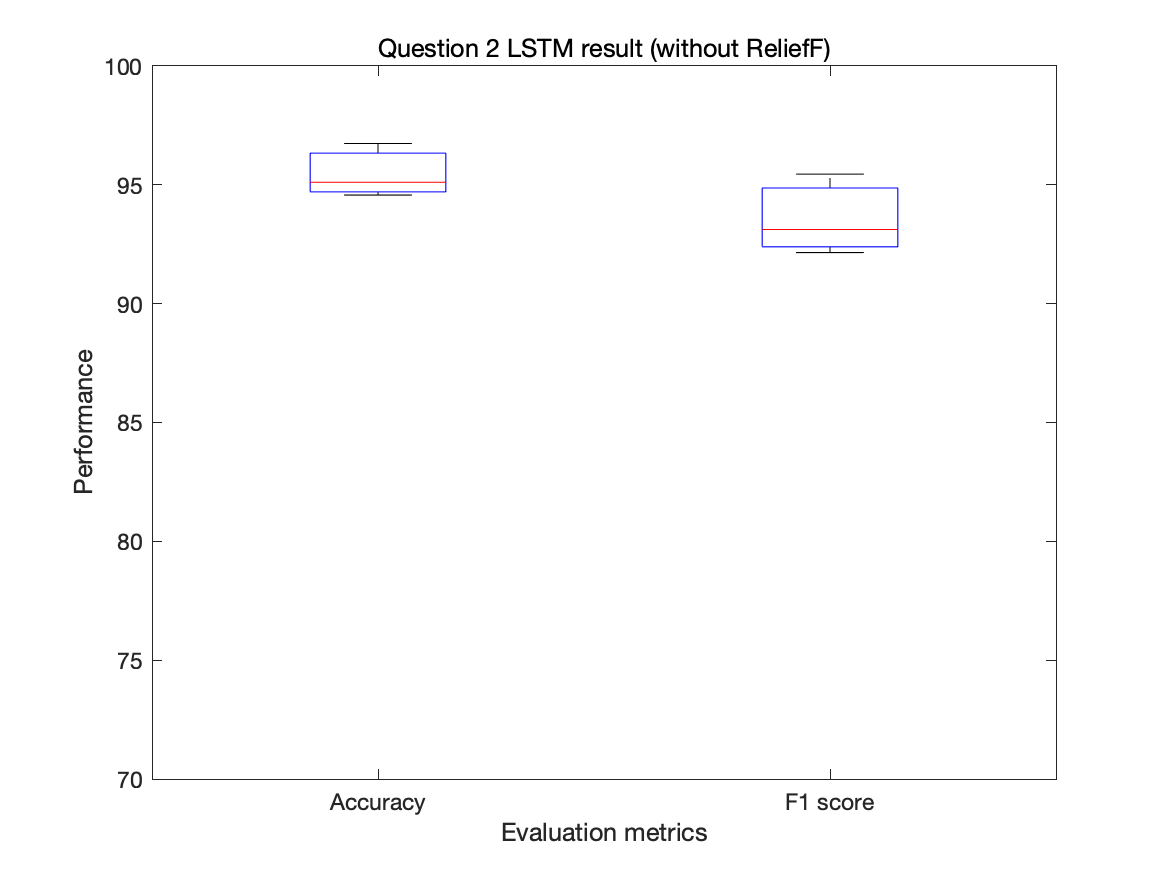 Question 2 LSTM result (without ReliefF)
100
95
90
85
80
75
70
Performance
Accuracy
F1 score
Evaluation metrics